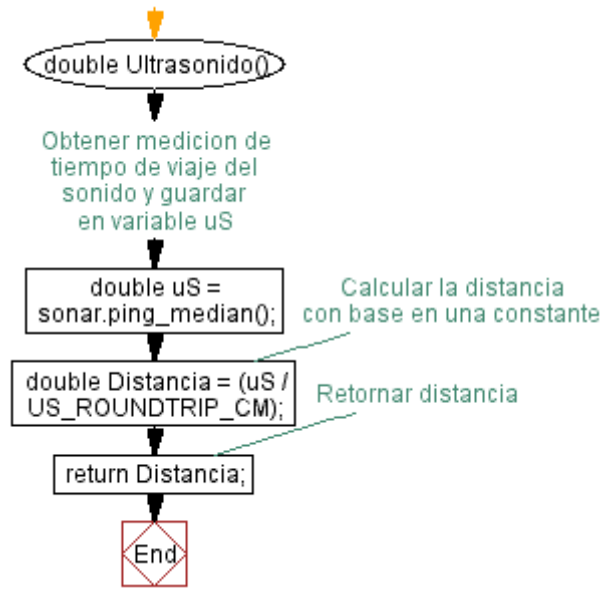 double Ultrasonido()
Obtener medicion de
tiempo de viaje del
sonido y guardar
en variable uS
double uS =
sonar.ping_median();
Calcular la distancia
con base en una constante
double Distancia = (uS /
US_ROUNDTRIP_CM);
Retornar distancia
return Distancia;
End